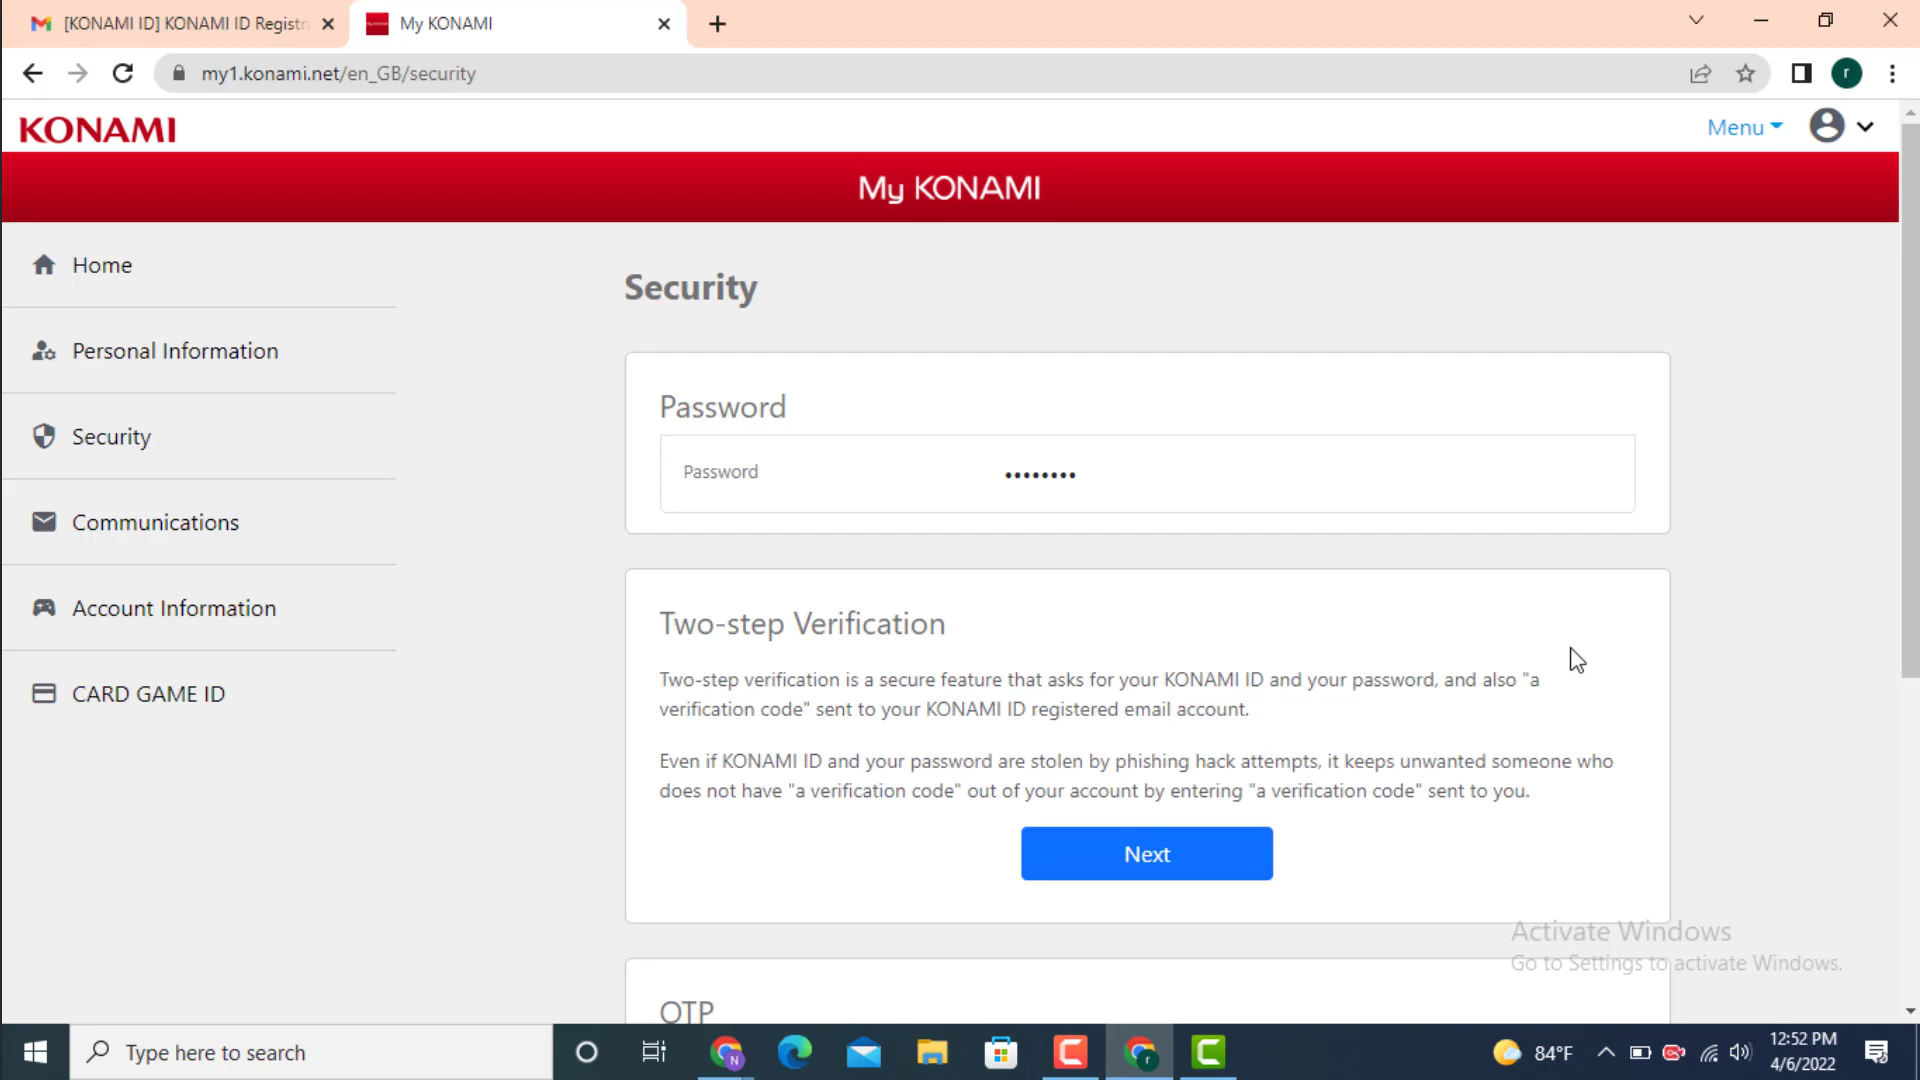 [KONAMI ID] KONAMI ID Registr
My KONAMI
my1.konami.net/en_GB/security
r
KONAMI
Menu
My KONAMI
Home
Personal Information
Security
Communications
Account Information
CARD GAME ID
Security
Password
Password ••••••••
Two-step Verification
Two-step verification is a secure feature that asks for your KONAMI ID and your password, and also "a
verification code" sent to your KONAMI ID registered email account.
Even if KONAMI ID and your password are stolen by phishing hack attempts, it keeps unwanted someone who
does not have "a verification code" out of your account by entering "a verification code" sent to you.
Next
OTP
Activate Windows
Go to Settings to activate Windows.
Type here to search
N
r
84°F
12:52 PM
4/6/2022